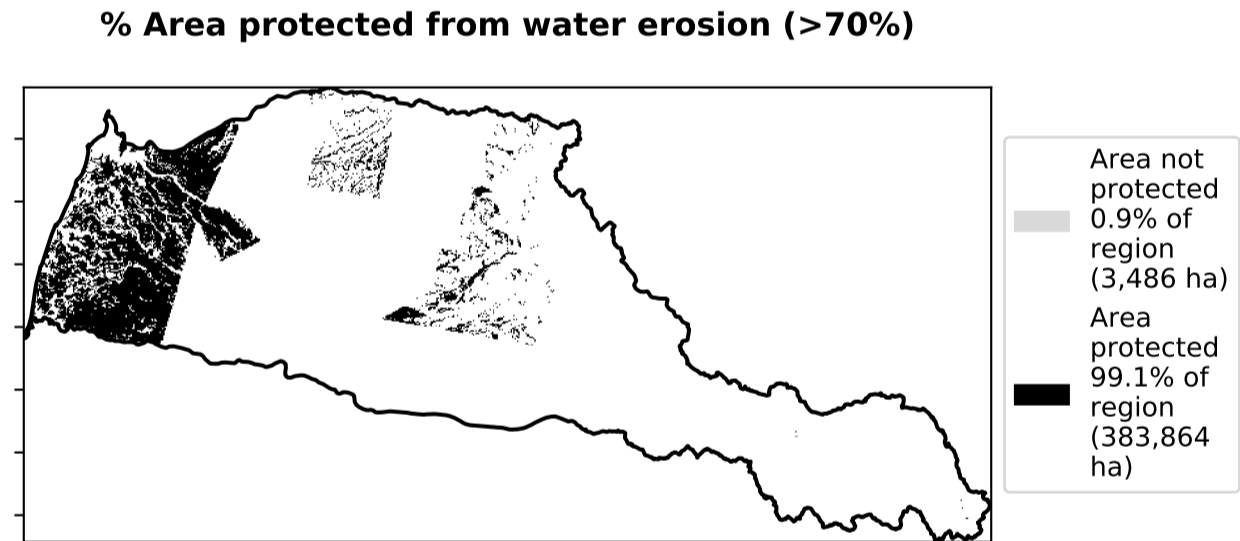 % Area protected from water erosion (>70%)
Area not
protected
0.9% of
region
(3,486 ha)
Area
protected
99.1% of
region
(383,864
ha)